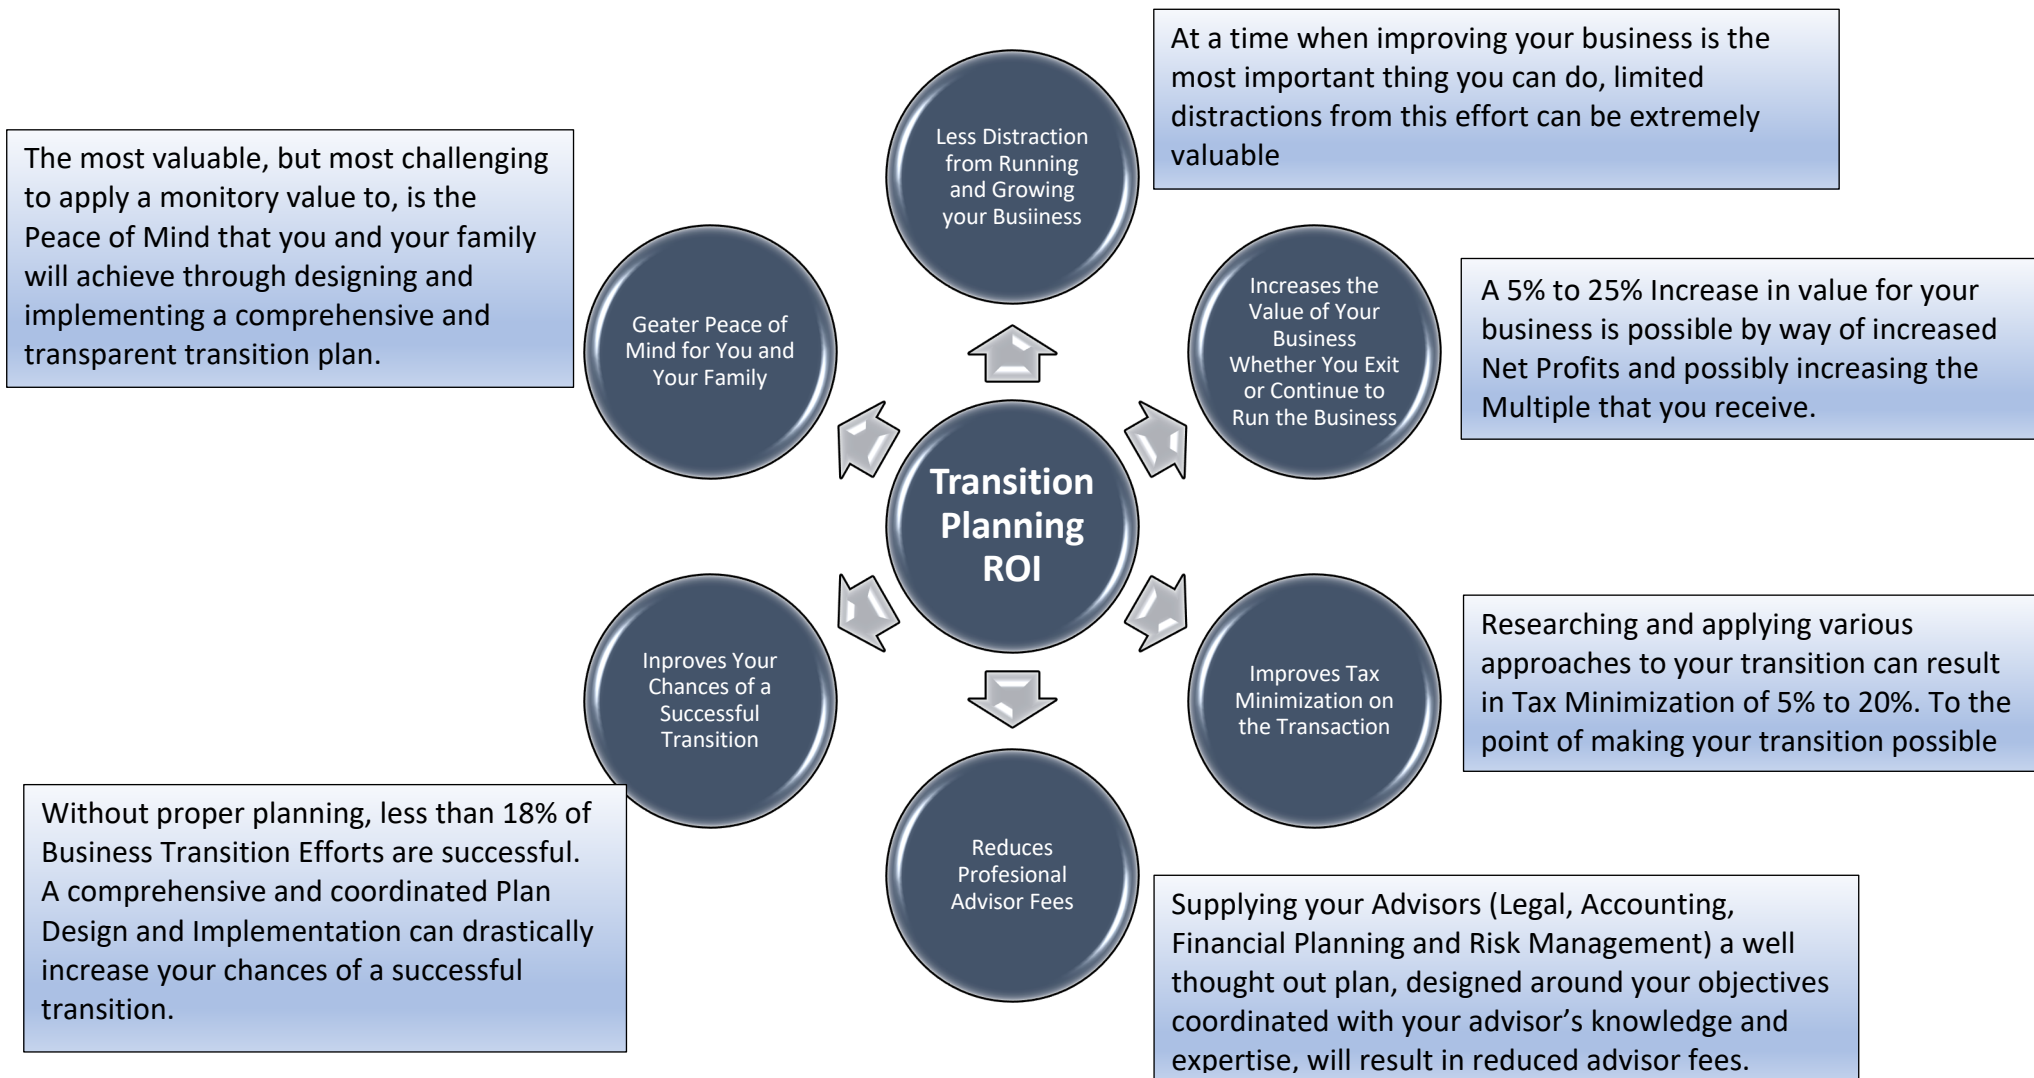 At a time when improving your business is the
most important thing you can do, limited
distractions from this effort can be extremely
valuable
Less Distraction
from Running
and Growing
your Busiiness
The most valuable, but most challenging
to apply a monitory value to, is the
Peace of Mind that you and your family
will achieve through designing and
implementing a comprehensive and
transparent transition plan.
Geater Peace of
Mind for You and
Your Family
Increases the
Value of Your
Business
Whether You Exit
or Continue to
Run the Business
A 5% to 25% Increase in value for your
business is possible by way of increased
Net Profits and possibly increasing the
Multiple that you receive.
Transition
Planning
ROI
Inproves Your
Chances of a
Successful
Transition
Improves Tax
Minimization on
the Transaction
Researching and applying various
approaches to your transition can result
in Tax Minimization of 5% to 20%. To the
point of making your transition possible
Without proper planning, less than 18% of
Business Transition Efforts are successful.
A comprehensive and coordinated Plan
Design and Implementation can drastically
increase your chances of a successful
transition.
Reduces
Profesional
Advisor Fees
Supplying your Advisors (Legal, Accounting,
Financial Planning and Risk Management) a well
thought out plan, designed around your objectives
coordinated with your advisor’s knowledge and
expertise, will result in reduced advisor fees.